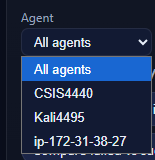 Agent
All agents
All agents
CSIS4440
Kali4495
ip-172-31-38-27